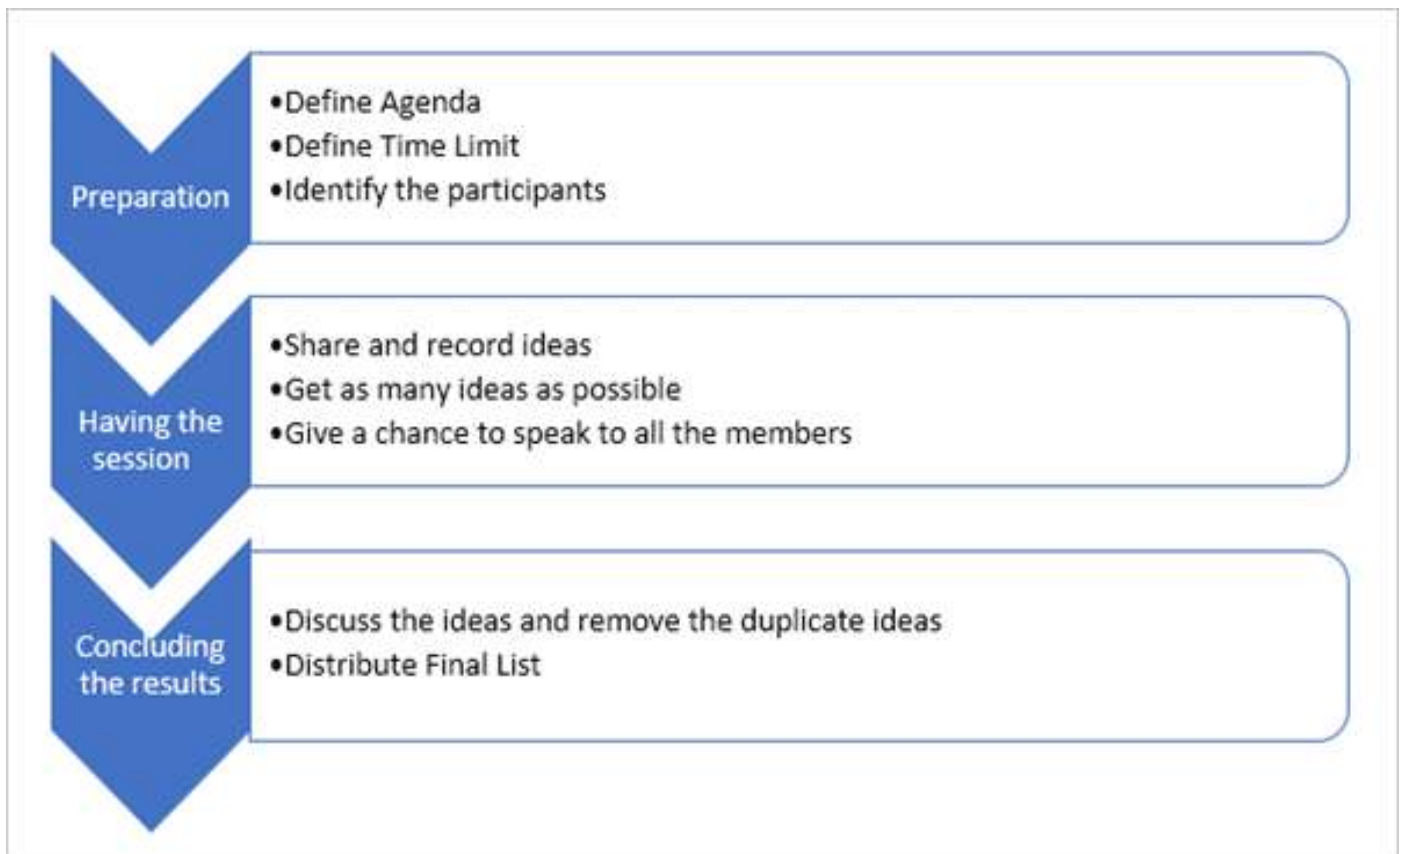 Preparation
•Define Agenda
•Define Time Limit
•Identify the participants
Having the
session
•Share and record ideas
•Get as many ideas as possible
•Give a chance to speak to all the members
Concluding
the results
•Discuss the ideas and remove the duplicate ideas
•Distribute Final List